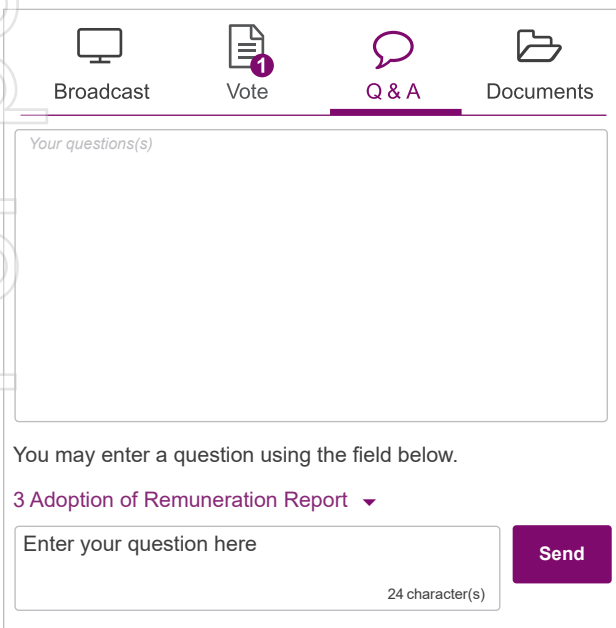 1
Broadcast Vote Q & A Documents
Your questions(s)
You may enter a question using the field below.
3 Adoption of Remuneration Report
Enter your question here
Send
24 character(s)